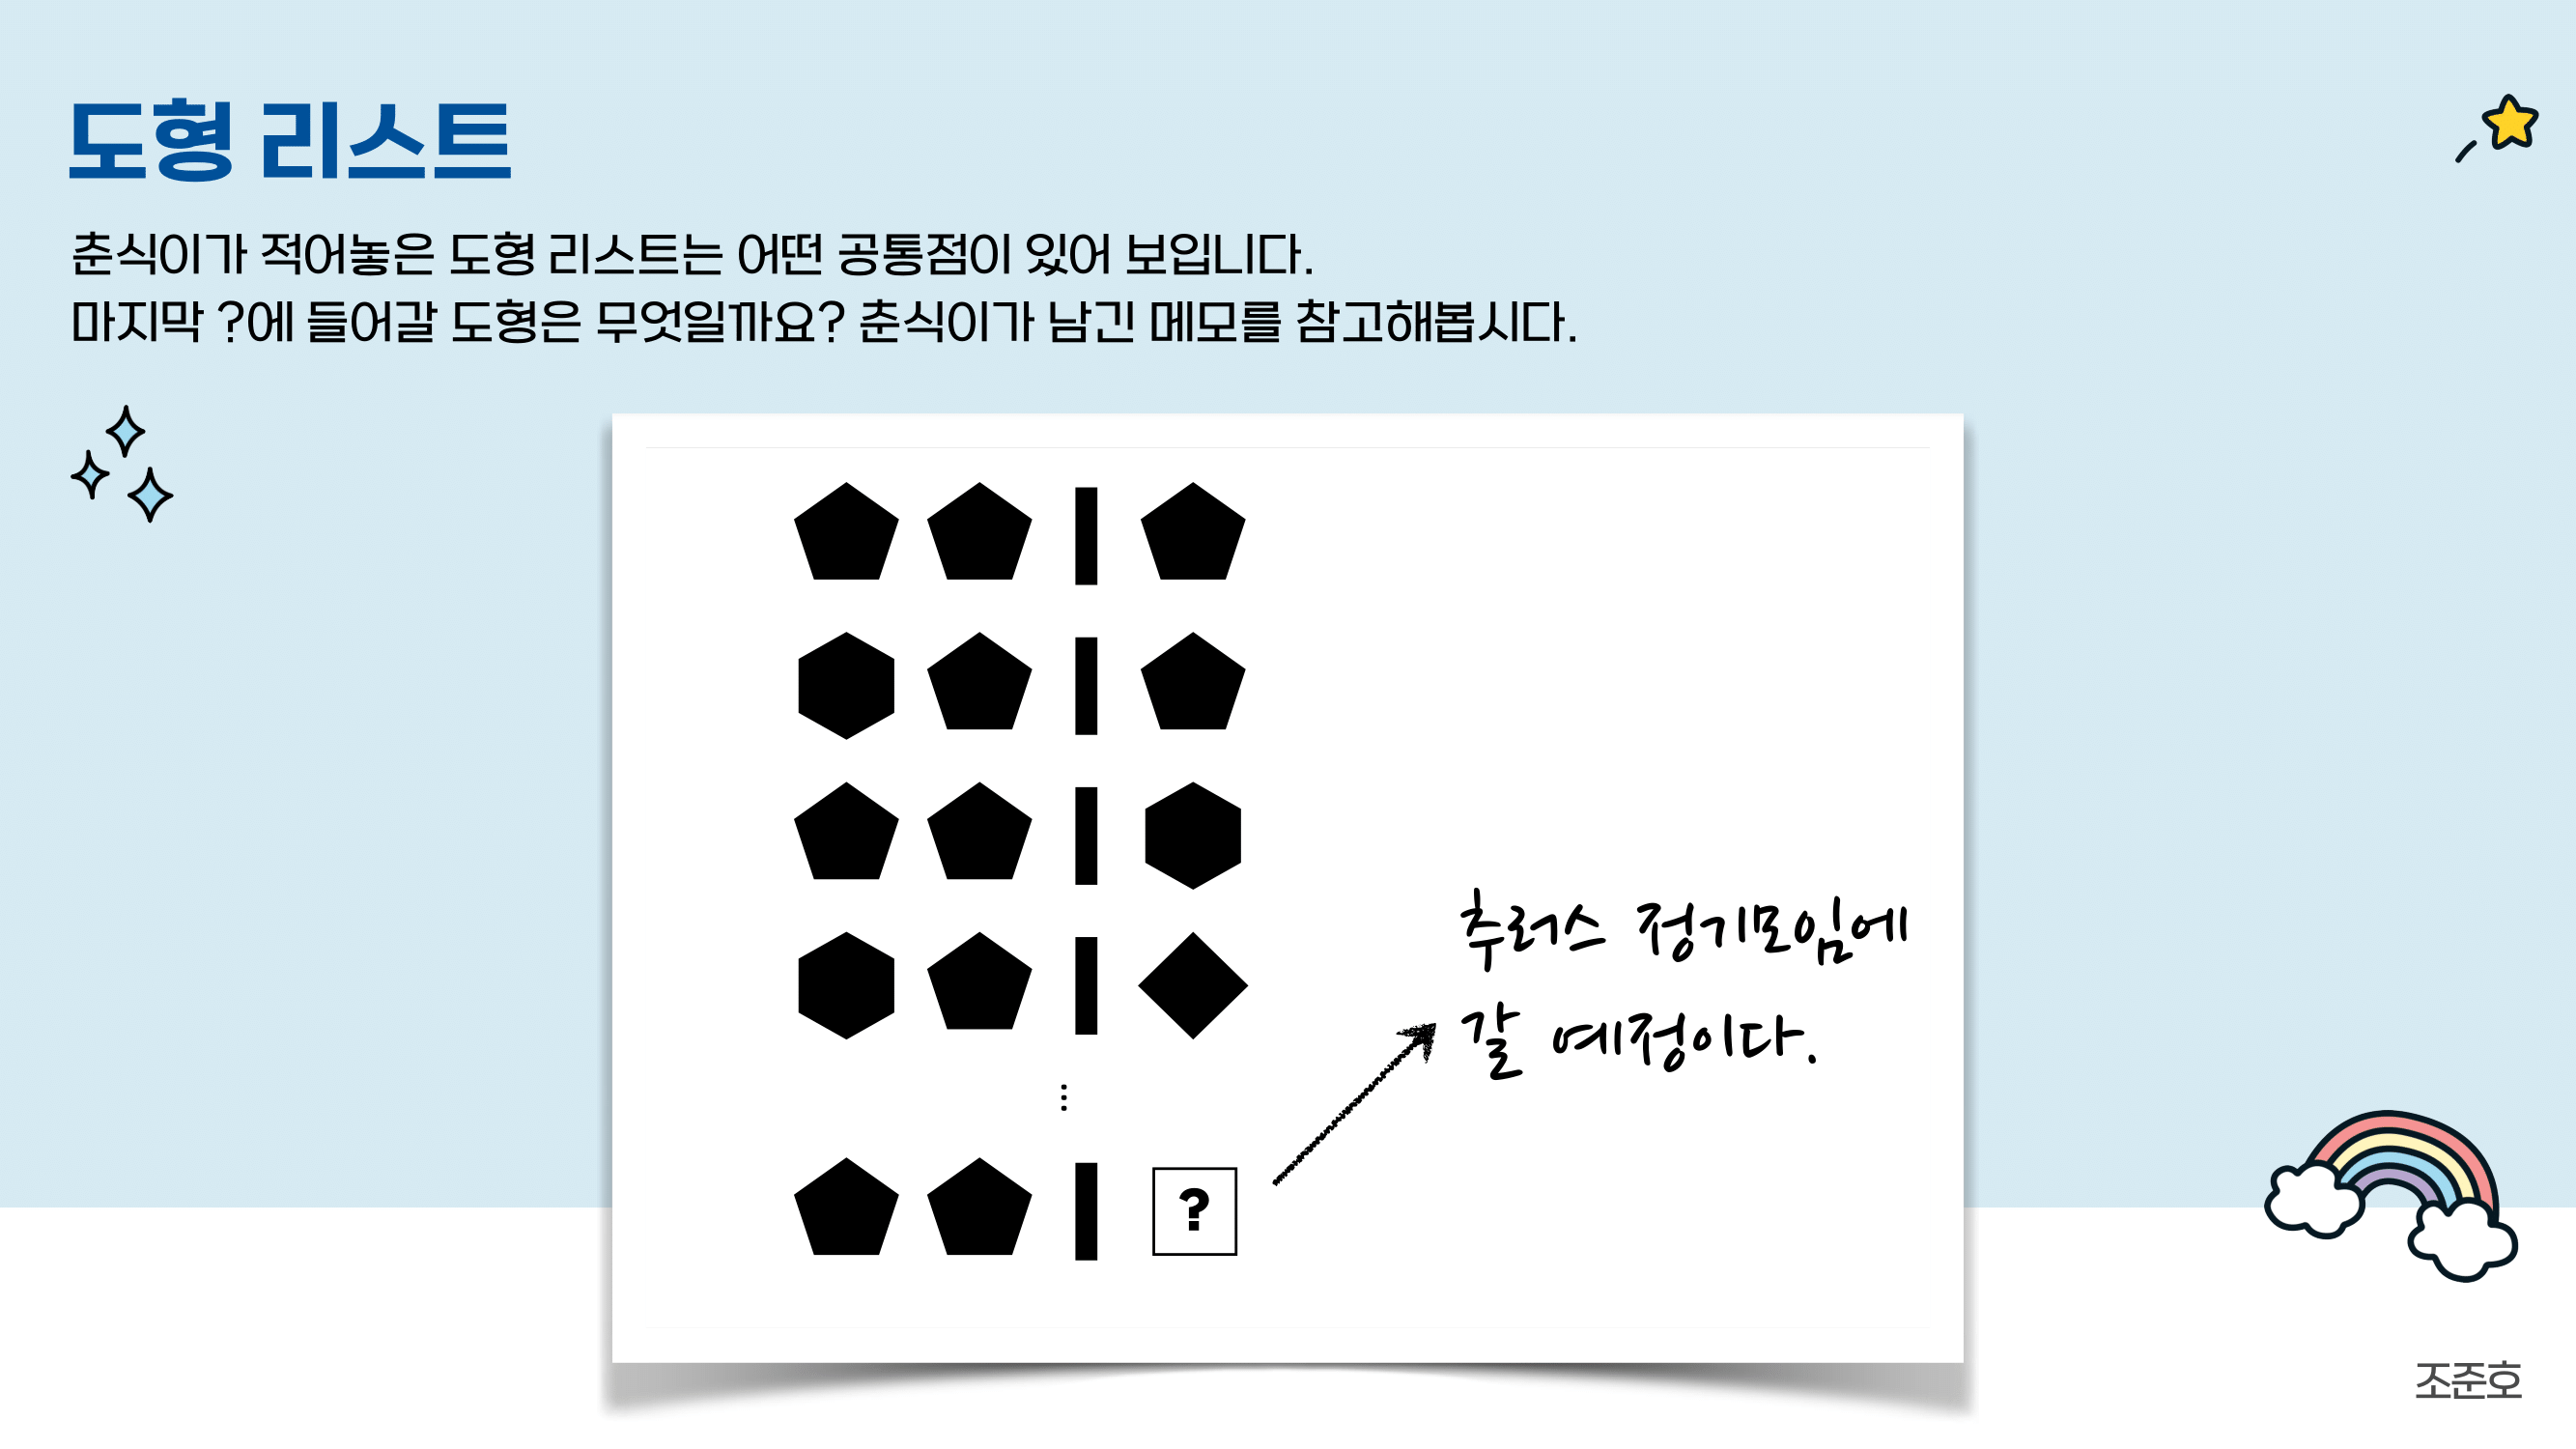 도형 리스트
춘식이가 적어놓은 도형 리스트는 어떤 공통점이 있어 보입니다.
마지막 ?에 들어갈 도형은 무엇일까요? 춘식이가 남긴 메모를 참고해봅시다.
추러스 정기모임에
갈 예정이다.
?
조준호